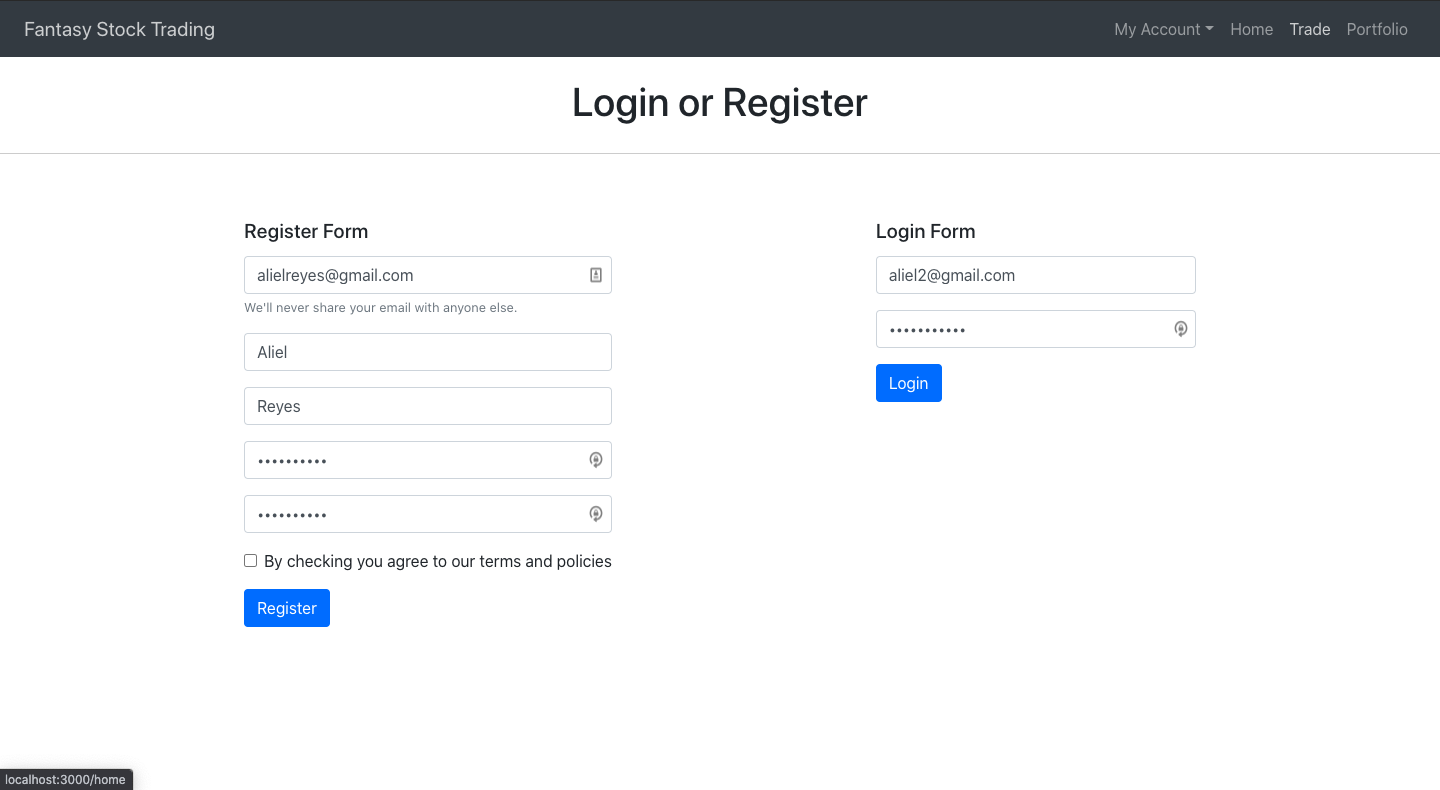 Fantasy Stock Trading
My Account Home Trade Portfolio
Login or Register
Register Form
alielreyes@gmail.com
We'll never share your email with anyone else.
Aliel
Reyes
••••••••••
••••••••••
By checking you agree to our terms and policies
Register
Login Form
aliel2@gmail.com
•••••••••••
Login
localhost:3000/home